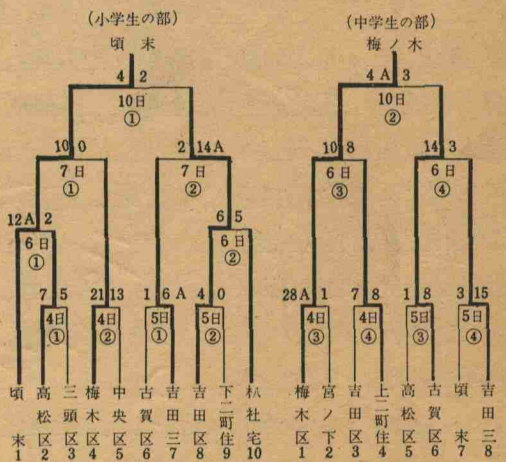 (小学生の部)
頃末
4 2
10日
①
10 0
7日
①
2 14A
7日
②
12A 2
6日
①
6 5
6日
②
7 5
4日
①
21 13
4日
②
1 6A
5日
①
4 0
5日
②
頃末1
高松区2
三頭区3
梅木区4
中央区5
古賀区6
吉田三7
吉田区8
下二町住9
社宅10
(中学生の部)
梅ノ木
4A 3
10日
②
10 8
6日
③
14 3
6日
④
28A 1
4日
③
7 8
4日
④
1 8
5日
③
3 15
5日
④
梅木区1
宮ノ下2
吉田区3
上二町住4
高松区5
古賀区6
頃末7
吉田三8